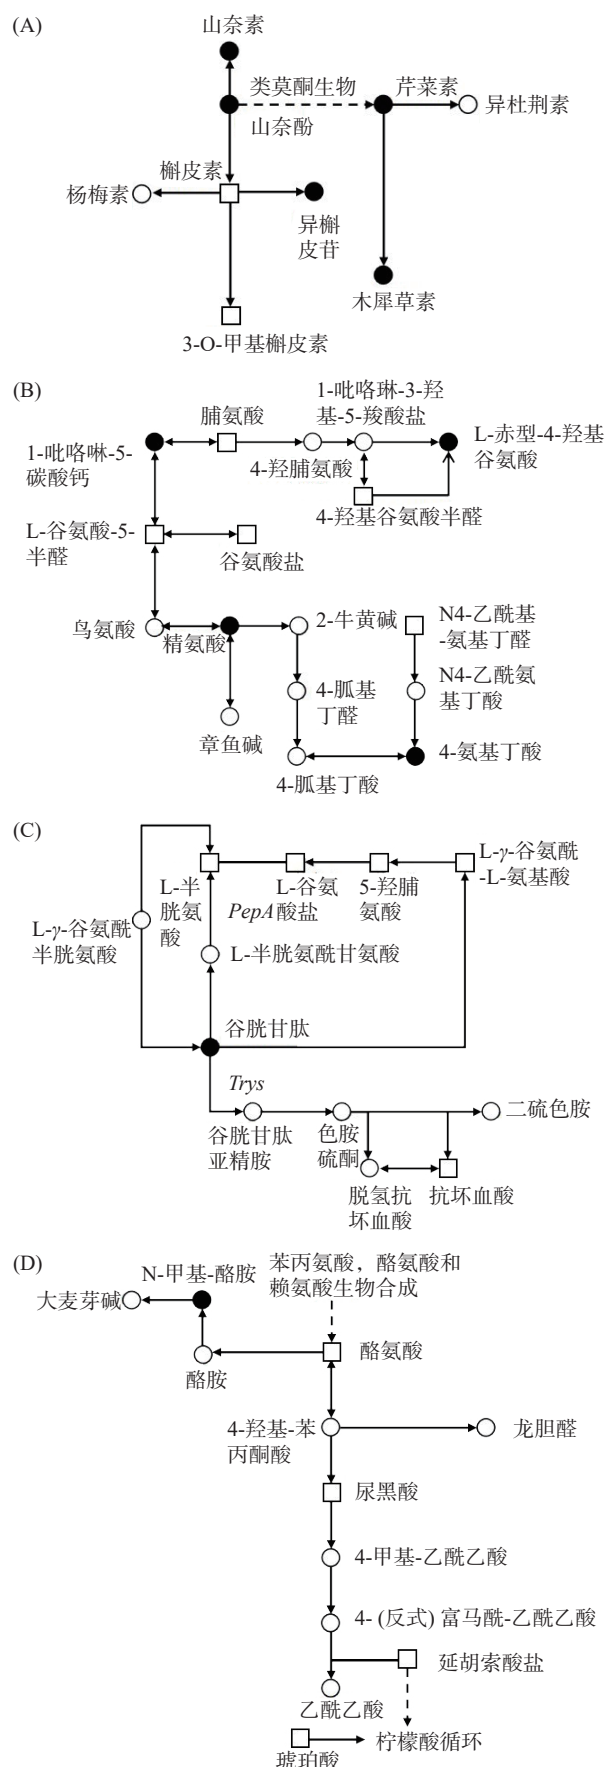 (A)
山奈素
类莫酮生物
芹菜素
山奈酚
异杜荆素
槲皮素
杨梅素
异槲
皮苷
木犀草素
3-O-甲基槲皮素
(B)
1-吡咯琳-3-羟
基-5-羧酸盐
脯氨酸
L-赤型-4-羟基
谷氨酸
1-吡咯啉-5-
碳酸钙
4-羟脯氨酸
4-羟基谷氨酸半醛
L-谷氨酸-5-
半醛
谷氨酸盐
鸟氨酸
精氨酸
2-牛黄碱
N4-乙酰基
-氨基丁醛
4-胍基
丁醛
N4-乙酰氨
基丁酸
章鱼碱
4-胍基丁酸
4-氨基丁酸
(C)
L-γ-谷氨酰
-L-氨基酸
L-半
胱氨
酸
PepA
L-谷氨
酸盐
5-羟脯
氨酸
L-γ-谷氨酰
半胱氨酸
L-半胱氨酰甘氨酸
谷胱甘肽
Trys
谷胱甘肽
亚精胺
色胺
硫酮
二硫色胺
脱氢抗
坏血酸
抗坏血酸
(D)
苯丙氨酸，酪氨酸和
赖氨酸生物合成
N-甲基-酪胺
大麦芽碱
酪胺
酪氨酸
4-羟基-苯
丙酮酸
龙胆醛
尿黑酸
4-甲基-乙酰乙酸
4- (反式) 富马酰-乙酰乙酸
延胡索酸盐
乙酰乙酸
琥珀酸
柠檬酸循环